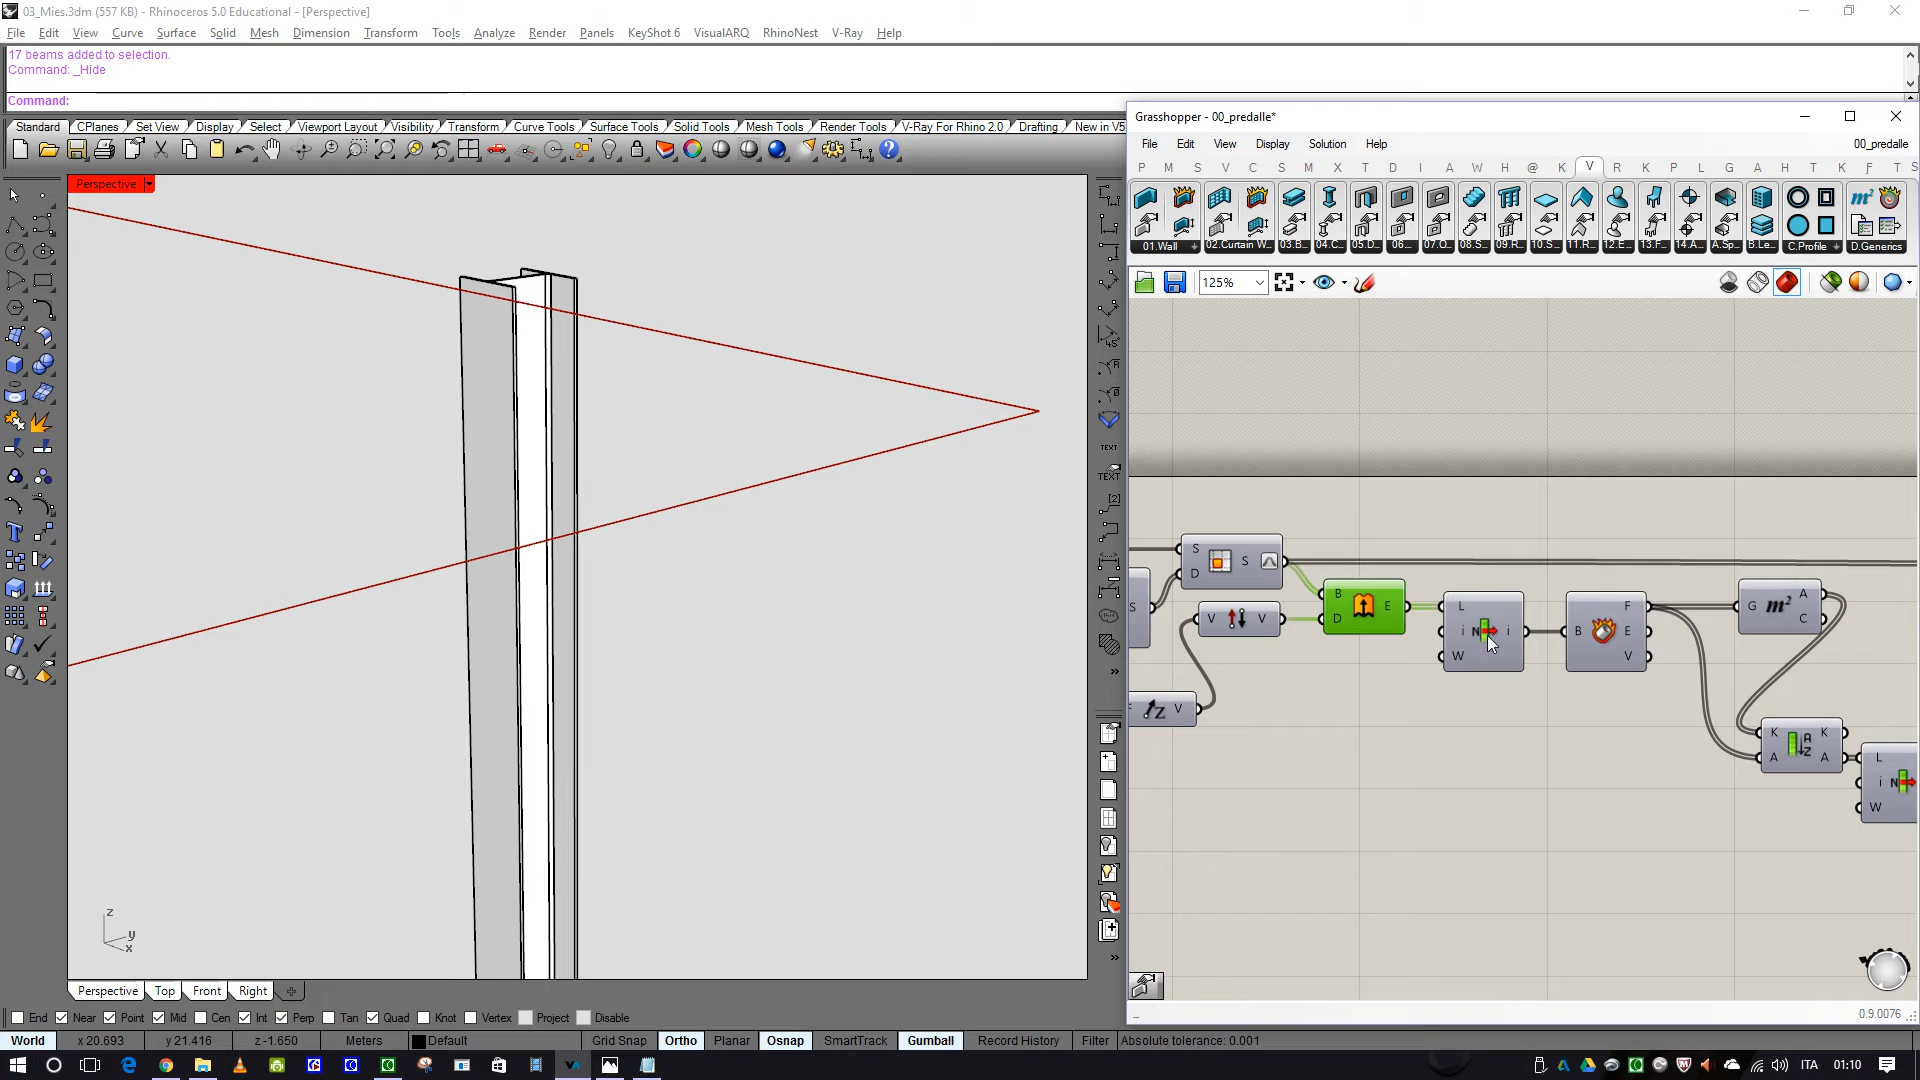 03_Mies.3dm (557 KB) - Rhinoceros 5.0 Educational - [Perspective]
File Edit View Curve Surface Solid Mesh Dimension Transform Tools Analyze Render Panels KeyShot 6 VisualARQ RhinoNest V-Ray Help
17 beams added to selection.
Command: _Hide
Command:
Standard CPlanes Set View Display Select Viewport Layout Visibility Transform Curve Tools Surface Tools Solid Tools Mesh Tools Render Tools V-Ray For Rhino 2.0 Drafting New in V5
Perspective
Grasshopper - 00_predalle*
File Edit View Display Solution Help 00_predalle
P M S V C S M X T D I A W H @ K V R K P L G A H T K T S
01.Wall 02.Curtain W... 03.B... 04.C... 05.D... 06... 07.O... 08.S... 09.R... 10.S... 11.R... 12.E... 13.F... 14.A... A.Sp... B.Le... C.Profile D.Generics
m²
125%
S D S
S
V V
B D E
L i W N i
B F E V
G m² A C
V
Z
K A A Z K A
L i W N
45
R
TEXT
TEXT
[2]
z
y
x
Perspective Top Front Right
End Near Point Mid Cen Int Perp Tan Quad Knot Vertex Project Disable
0.9.0076
World x 20.693 y 21.416 z -1.650 Meters Default Grid Snap Ortho Planar Osnap SmartTrack Gumball Record History Filter Absolute tolerance: 0.001
ITA 01:10